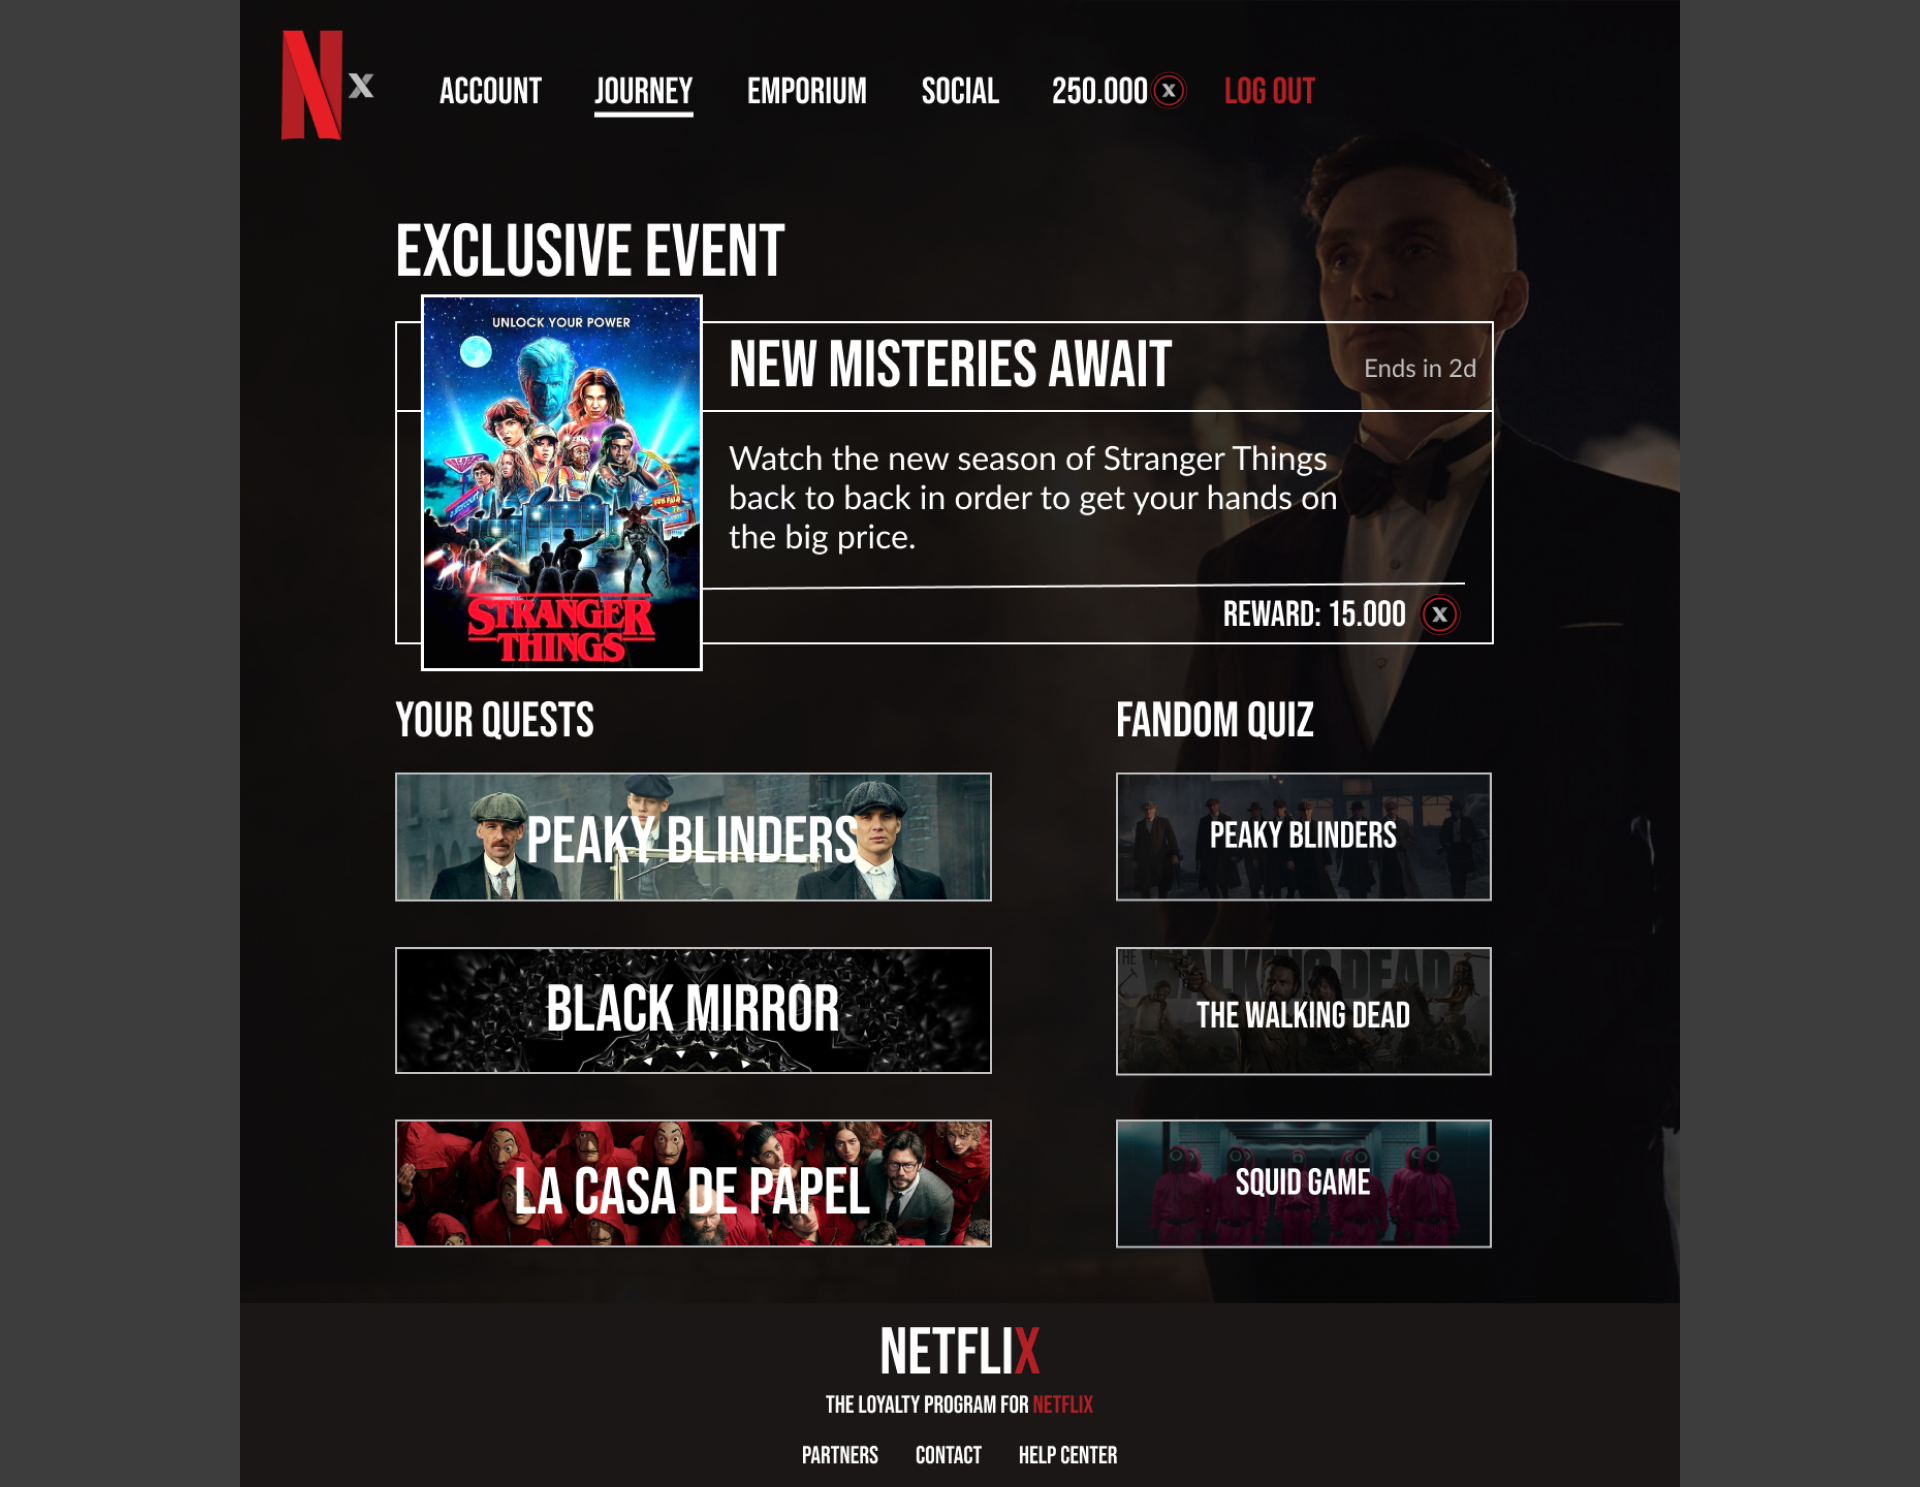 N X
ACCOUNT JOURNEY EMPORIUM SOCIAL 250.000 X LOG OUT
EXCLUSIVE EVENT
UNLOCK YOUR POWER
STRANGER
THINGS
NEW MISTERIES AWAIT
Ends in 2d
Watch the new season of Stranger Things
back to back in order to get your hands on
the big price.
REWARD: 15.000 X
YOUR QUESTS
PEAKY BLINDERS
BLACK MIRROR
LA CASA DE PAPEL
FANDOM QUIZ
PEAKY BLINDERS
THE WALKING DEAD
THE WALKING DEAD
SQUID GAME
NETFLIX
THE LOYALTY PROGRAM FOR NETFLIX
PARTNERS CONTACT HELP CENTER